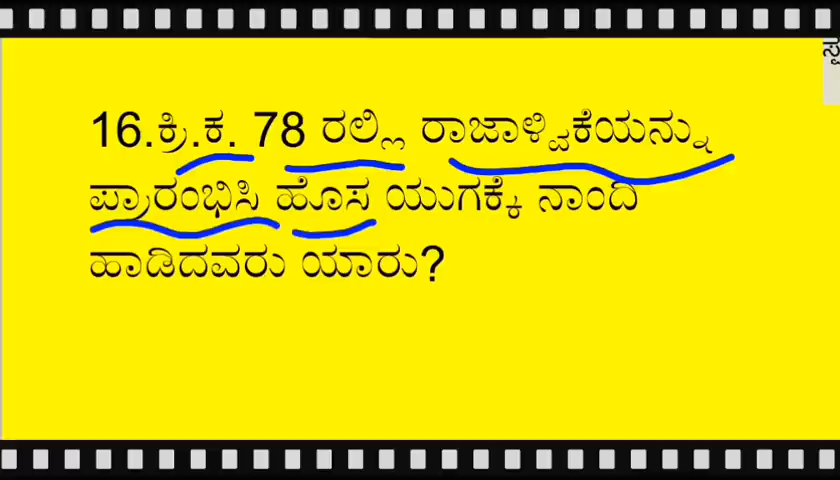 16.ಕ್ರಿ.ಕ. 78 ರಲ್ಲಿ ರಾಜಾಳ್ವಿಕೆಯನ್ನು
ಪ್ರಾರಂಭಿಸಿ ಹೊಸ ಯುಗಕ್ಕೆ ನಾಂದಿ
ಹಾಡಿದವರು ಯಾರು?